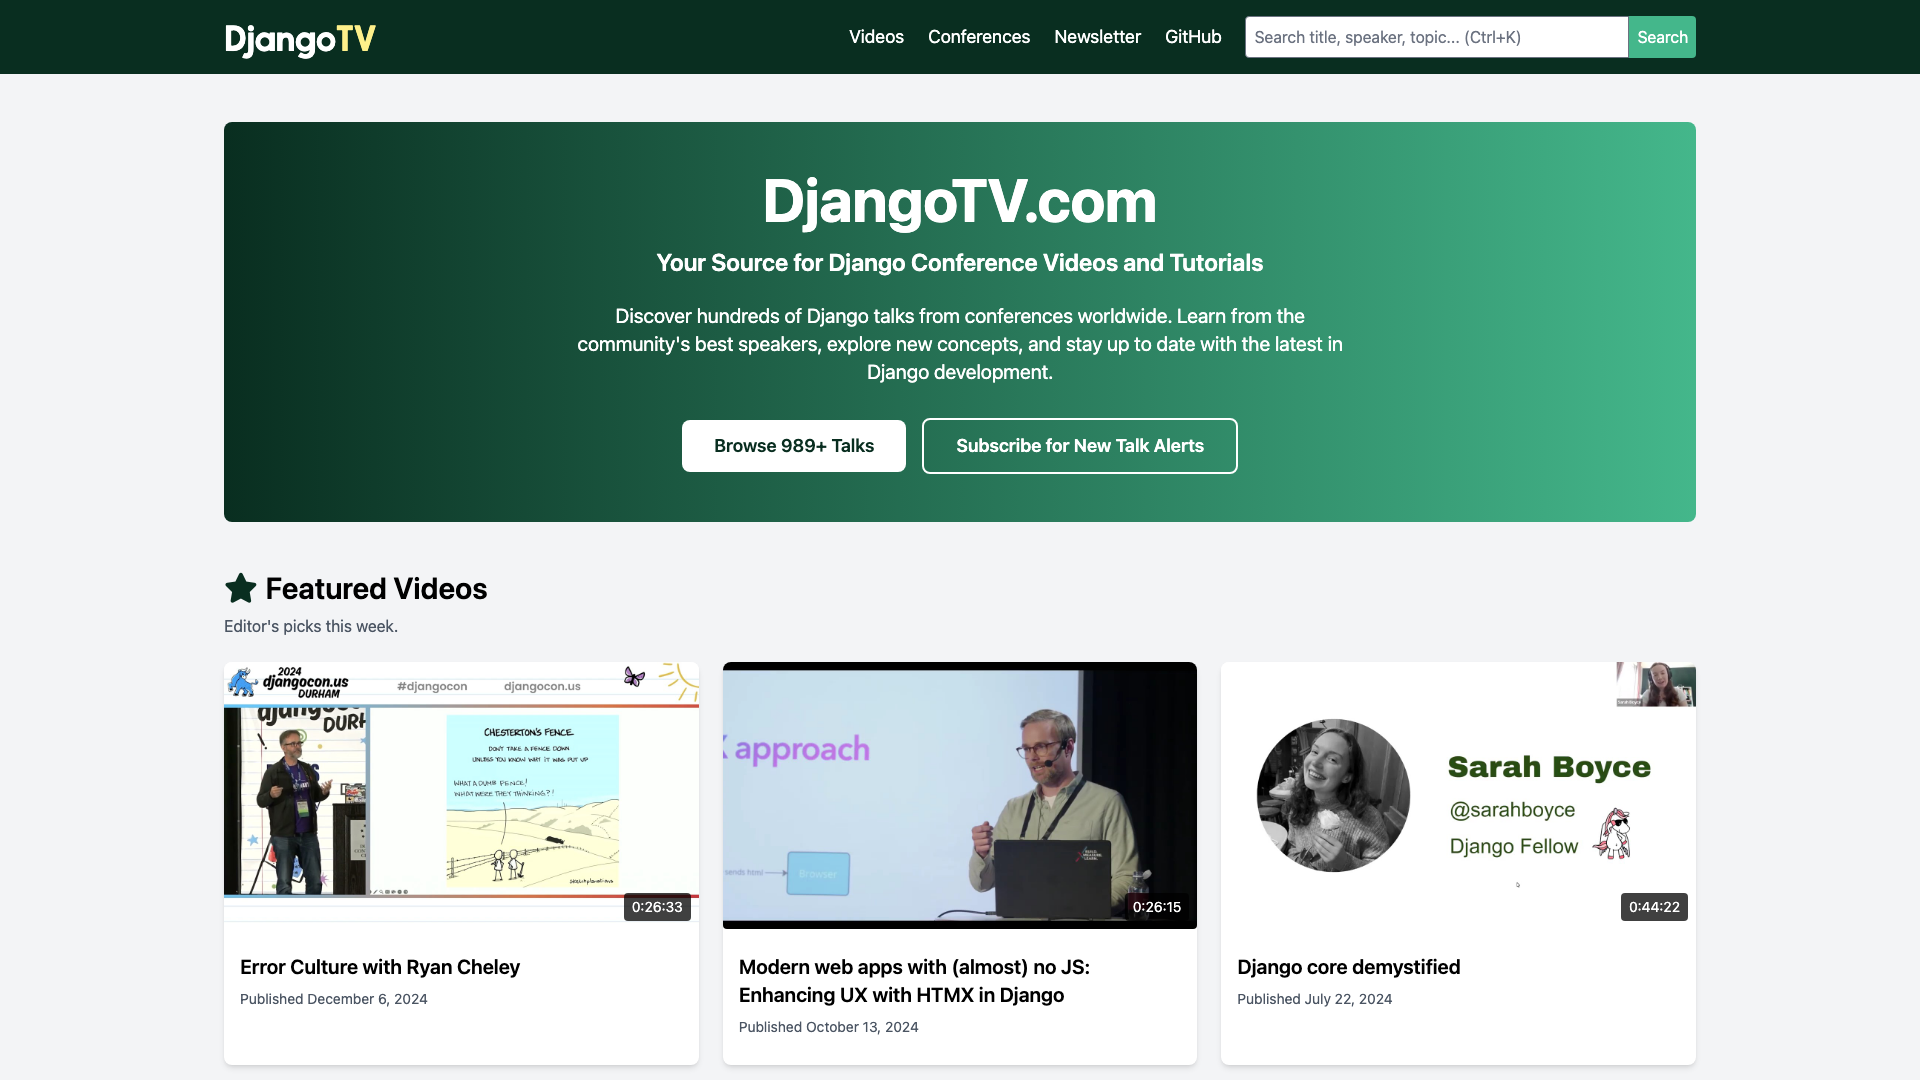 DjangoTV
Videos
Conferences
Newsletter
GitHub
Search title, speaker, topic... (Ctrl+K)
Search
DjangoTV.com
Your Source for Django Conference Videos and Tutorials
Discover hundreds of Django talks from conferences worldwide. Learn from the
community's best speakers, explore new concepts, and stay up to date with the latest in
Django development.
Browse 989+ Talks
Subscribe for New Talk Alerts
Featured Videos
Editor's picks this week.
2024
djangocon.us
DURHAM
#djangocon
djangocon.us
CHESTERTON'S FENCE
DON'T TAKE A FENCE DOWN
UNLESS YOU KNOW WHY IT WAS PUT UP
WHAT A DUMB FENCE!
WHAT WERE THEY THINKING?!
sketchplanations
0:26:33
Error Culture with Ryan Cheley
Published December 6, 2024
X approach
sends html
Browser
0:26:15
Modern web apps with (almost) no JS:
Enhancing UX with HTMX in Django
Published October 13, 2024
Sarah Boyce
@sarahboyce
Django Fellow
0:44:22
Django core demystified
Published July 22, 2024